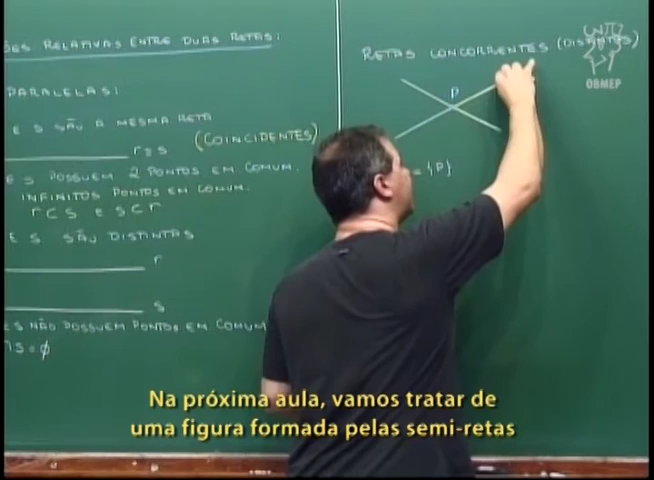 ÕES RELATIVAS ENTRE DUAS RETAS:
PARALELAS:
E S SÃO A MESMA RETA
(COINCIDENTES)
r ≡ s
E S POSSUEM 2 PONTOS EM COMUM.
INFINITOS PONTOS EM COMUM.
r ⊂ s E s ⊂ r
E S SÃO DISTINTAS
r
s
E S NÃO POSSUEM PONTOS EM COMUM
∩ S = ∅
RETAS CONCORRENTES (DISTINTAS)
P
= {P}
OBMEP
Na próxima aula, vamos tratar de
uma figura formada pelas semi-retas